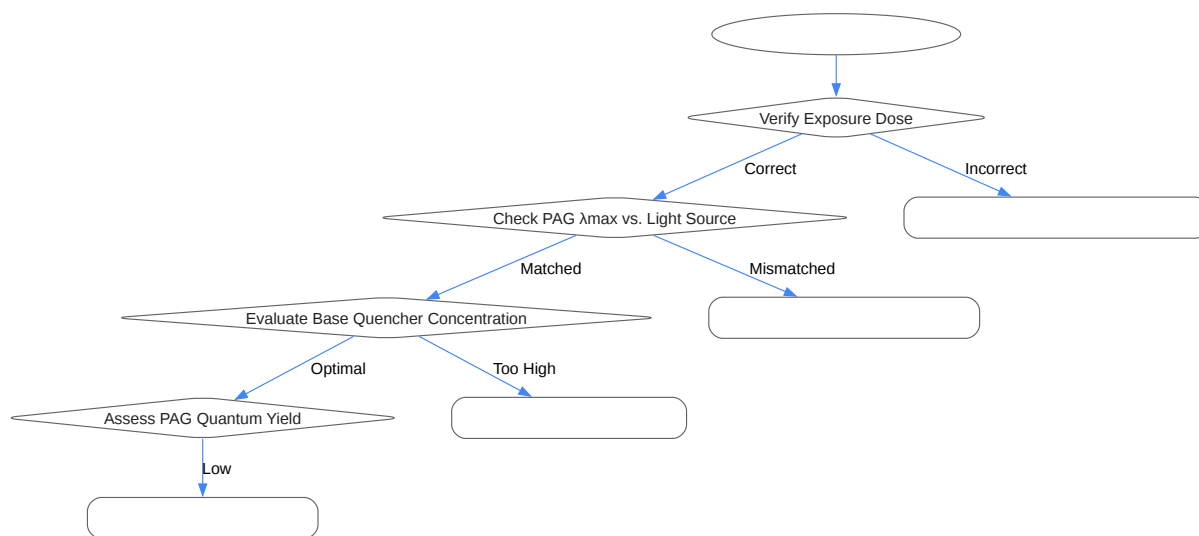 Verify Exposure Dose
Correct
Incorrect
Check PAG λmax vs. Light Source
Matched
Mismatched
Evaluate Base Quencher Concentration
Optimal
Too High
Assess PAG Quantum Yield
Low